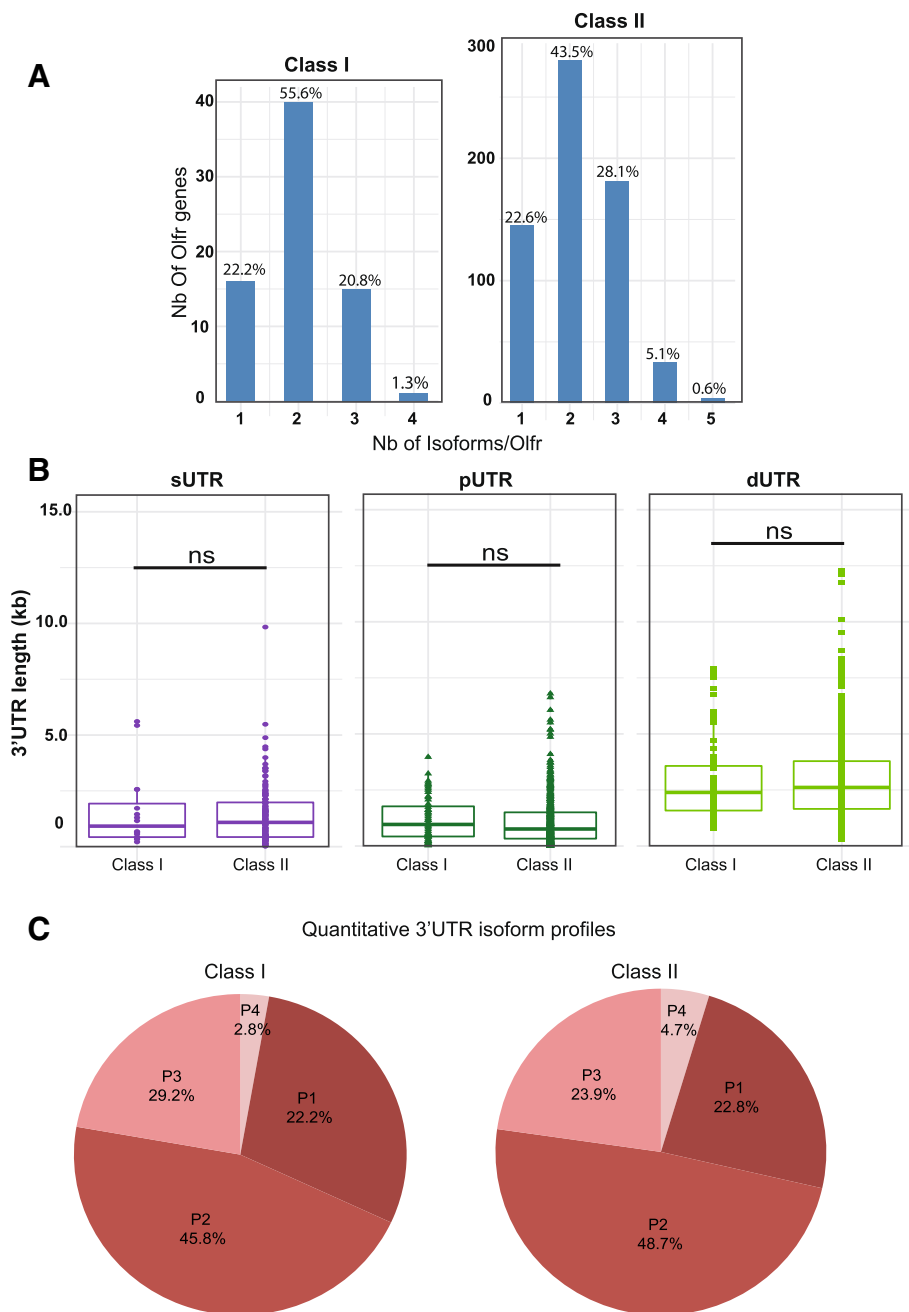 A
Class I
Class II
Nb Of Olfr genes
40
30
20
10
0
22.2%
55.6%
20.8%
1.3%
1 2 3 4
300
200
100
0
22.6%
43.5%
28.1%
5.1%
0.6%
1 2 3 4 5
Nb of Isoforms/Olfr
B
sUTR
pUTR
dUTR
3'UTR length (kb)
15.0
10.0
5.0
0
ns
ns
ns
Class I
Class II
Class I
Class II
Class I
Class II
C
Quantitative 3'UTR isoform profiles
Class I
P4
2.8%
P1
22.2%
P3
29.2%
P2
45.8%
Class II
P4
4.7%
P1
22.8%
P3
23.9%
P2
48.7%